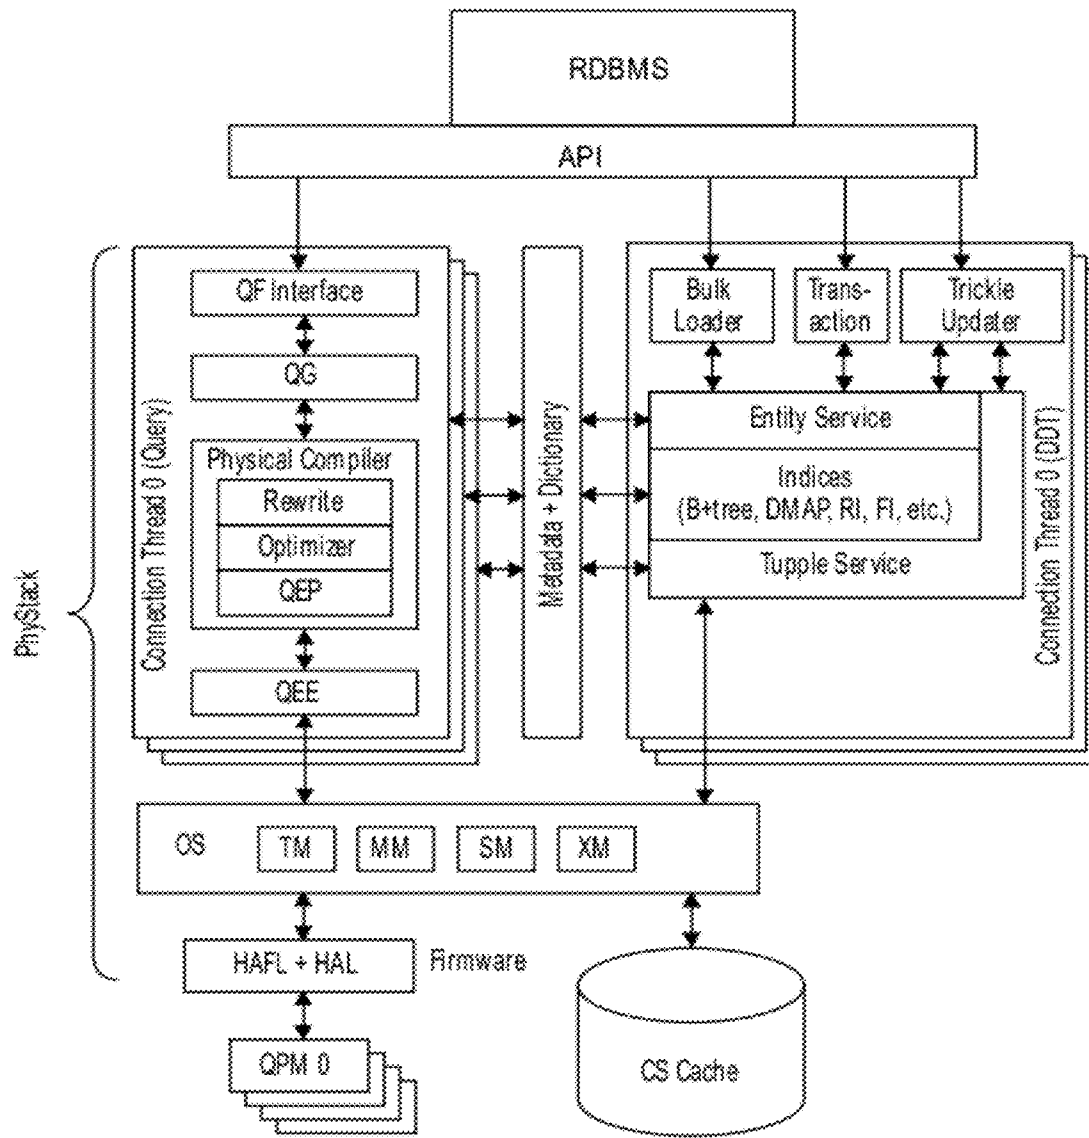 RDBMS
API
QF interface
QG
Physical Compiler
Rewrite
Optimizer
QEP
QEE
Connection Thread 0 (Query)
PhyStack
Metadata + Dictionary
Bulk
Loader
Trans-
action
Trickle
Updater
Entity Service
Indices
(B+tree, DMAP, RI, FI, etc.)
Tupple Service
Connection Thread 0 (DDT)
OS
TM
MM
SM
XM
HAFL + HAL
Firmware
QPM 0
CS Cache